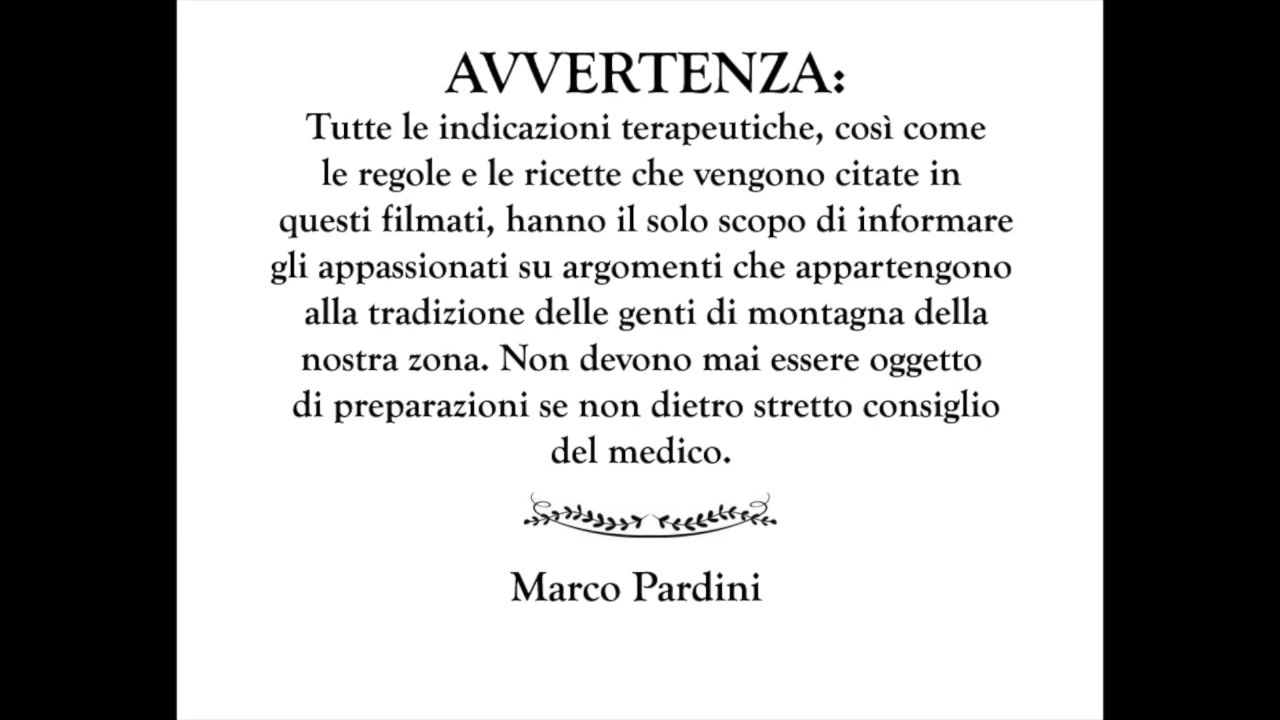 AVVERTENZA:
Tutte le indicazioni terapeutiche, così come
le regole e le ricette che vengono citate in
questi filmati, hanno il solo scopo di informare
gli appassionati su argomenti che appartengono
alla tradizione delle genti di montagna della
nostra zona. Non devono mai essere oggetto
di preparazioni se non dietro stretto consiglio
del medico.
Marco Pardini